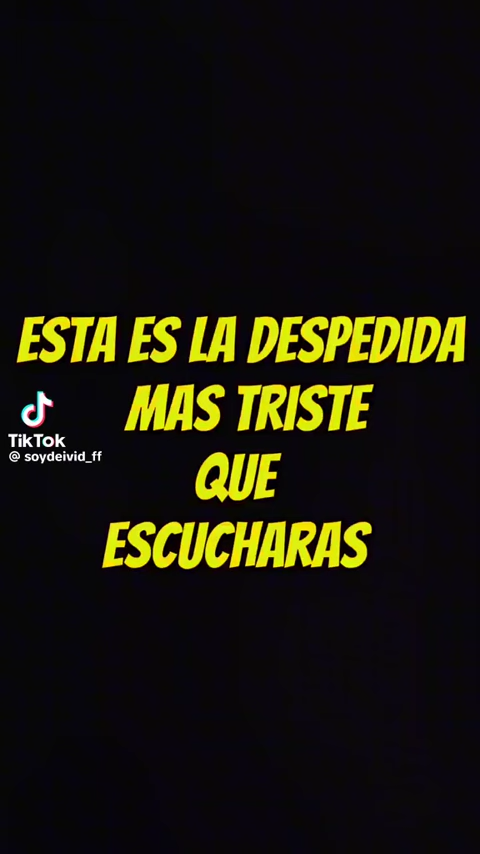 ESTA ES LA DESPEDIDA
MAS TRISTE
QUE
ESCUCHARAS
TikTok
@ soydeivid_ff